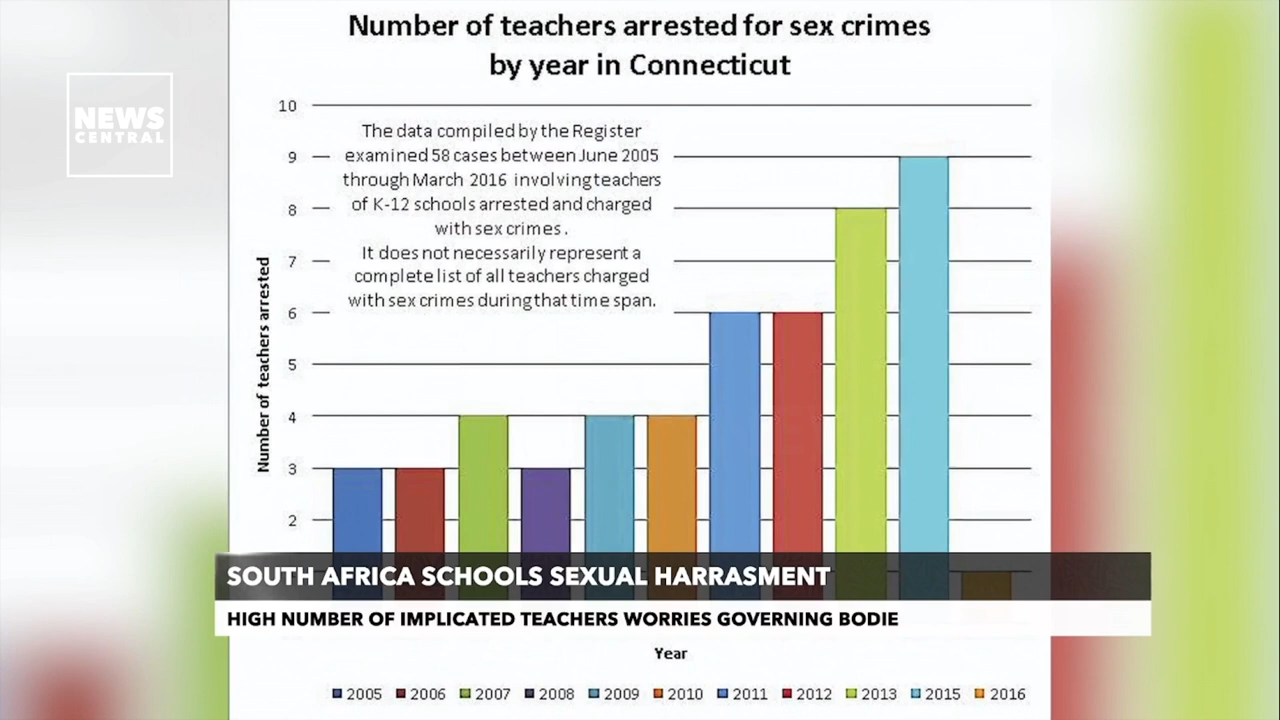 Number of teachers arrested for sex crimes
by year in Connecticut
NEWS
CENTRAL
10
9
8
7
6
5
4
3
2
The data compiled by the Register
examined 58 cases between June 2005
through March 2016 involving teachers
of K-12 schools arrested and charged
with sex crimes.
It does not necessarily represent a
complete list of all teachers charged
with sex crimes during that time span.
Number of teachers arrested
SOUTH AFRICA SCHOOLS SEXUAL HARRASMENT
HIGH NUMBER OF IMPLICATED TEACHERS WORRIES GOVERNING BODIE
Year
2005 2006 2007 2008 2009 2010 2011 2012 2013 2015 2016